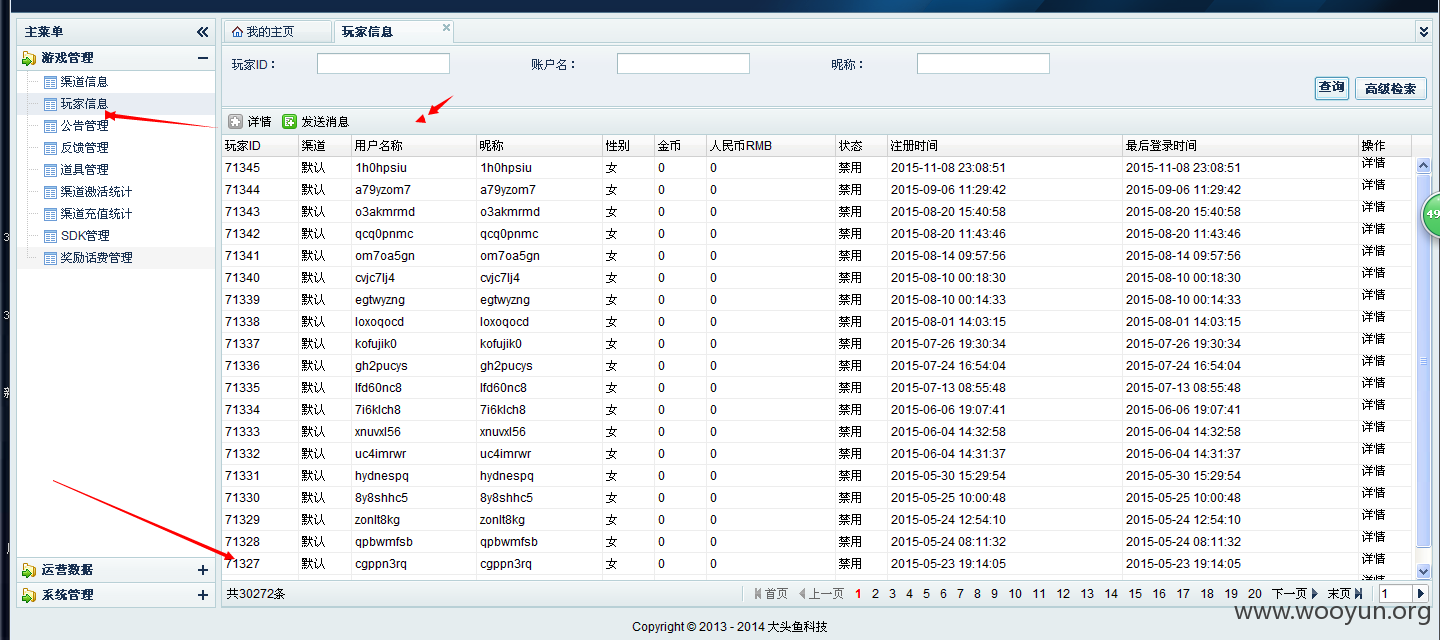 主菜单
游戏管理
渠道信息
玩家信息
公告管理
反馈管理
道具管理
渠道激活统计
渠道充值统计
SDK管理
奖励话费管理
运营数据
系统管理
我的主页 玩家信息
玩家ID： 账户名： 昵称：
查询 高级检索
详情 发送消息
玩家ID 渠道 用户名称 昵称 性别 金币 人民币RMB 状态 注册时间 最后登录时间 操作
71345 默认 1h0hpsiu 1h0hpsiu 女 0 0 禁用 2015-11-08 23:08:51 2015-11-08 23:08:51 详情
71344 默认 a79yzom7 a79yzom7 女 0 0 禁用 2015-09-06 11:29:42 2015-09-06 11:29:42 详情
71343 默认 o3akmrmd o3akmrmd 女 0 0 禁用 2015-08-20 15:40:58 2015-08-20 15:40:58 详情
71342 默认 qcq0pnmc qcq0pnmc 女 0 0 禁用 2015-08-20 11:43:46 2015-08-20 11:43:46 详情
71341 默认 om7oa5gn om7oa5gn 女 0 0 禁用 2015-08-14 09:57:56 2015-08-14 09:57:56 详情
71340 默认 cvjc7lj4 cvjc7lj4 女 0 0 禁用 2015-08-10 00:18:30 2015-08-10 00:18:30 详情
71339 默认 egtwyzng egtwyzng 女 0 0 禁用 2015-08-10 00:14:33 2015-08-10 00:14:33 详情
71338 默认 loxoqocd loxoqocd 女 0 0 禁用 2015-08-01 14:03:15 2015-08-01 14:03:15 详情
71337 默认 kofujik0 kofujik0 女 0 0 禁用 2015-07-26 19:30:34 2015-07-26 19:30:34 详情
71336 默认 gh2pucys gh2pucys 女 0 0 禁用 2015-07-24 16:54:04 2015-07-24 16:54:04 详情
71335 默认 lfd60nc8 lfd60nc8 女 0 0 禁用 2015-07-13 08:55:48 2015-07-13 08:55:48 详情
71334 默认 7i6klch8 7i6klch8 女 0 0 禁用 2015-06-06 19:07:41 2015-06-06 19:07:41 详情
71333 默认 xnuvxl56 xnuvxl56 女 0 0 禁用 2015-06-04 14:32:58 2015-06-04 14:32:58 详情
71332 默认 uc4imrwr uc4imrwr 女 0 0 禁用 2015-06-04 14:31:37 2015-06-04 14:31:37 详情
71331 默认 hydnespq hydnespq 女 0 0 禁用 2015-05-30 15:29:54 2015-05-30 15:29:54 详情
71330 默认 8y8shhc5 8y8shhc5 女 0 0 禁用 2015-05-25 10:00:48 2015-05-25 10:00:48 详情
71329 默认 zonlt8kg zonlt8kg 女 0 0 禁用 2015-05-24 12:54:10 2015-05-24 12:54:10 详情
71328 默认 qpbwmfsb qpbwmfsb 女 0 0 禁用 2015-05-24 08:11:32 2015-05-24 08:11:32 详情
71327 默认 cgppn3rq cgppn3rq 女 0 0 禁用 2015-05-23 19:14:05 2015-05-23 19:14:05 详情
共30272条 首页 上一页 1 2 3 4 5 6 7 8 9 10 11 12 13 14 15 16 17 18 19 20 下一页 末页 1
www.wooyun.org
Copyright © 2013 - 2014 大头鱼科技